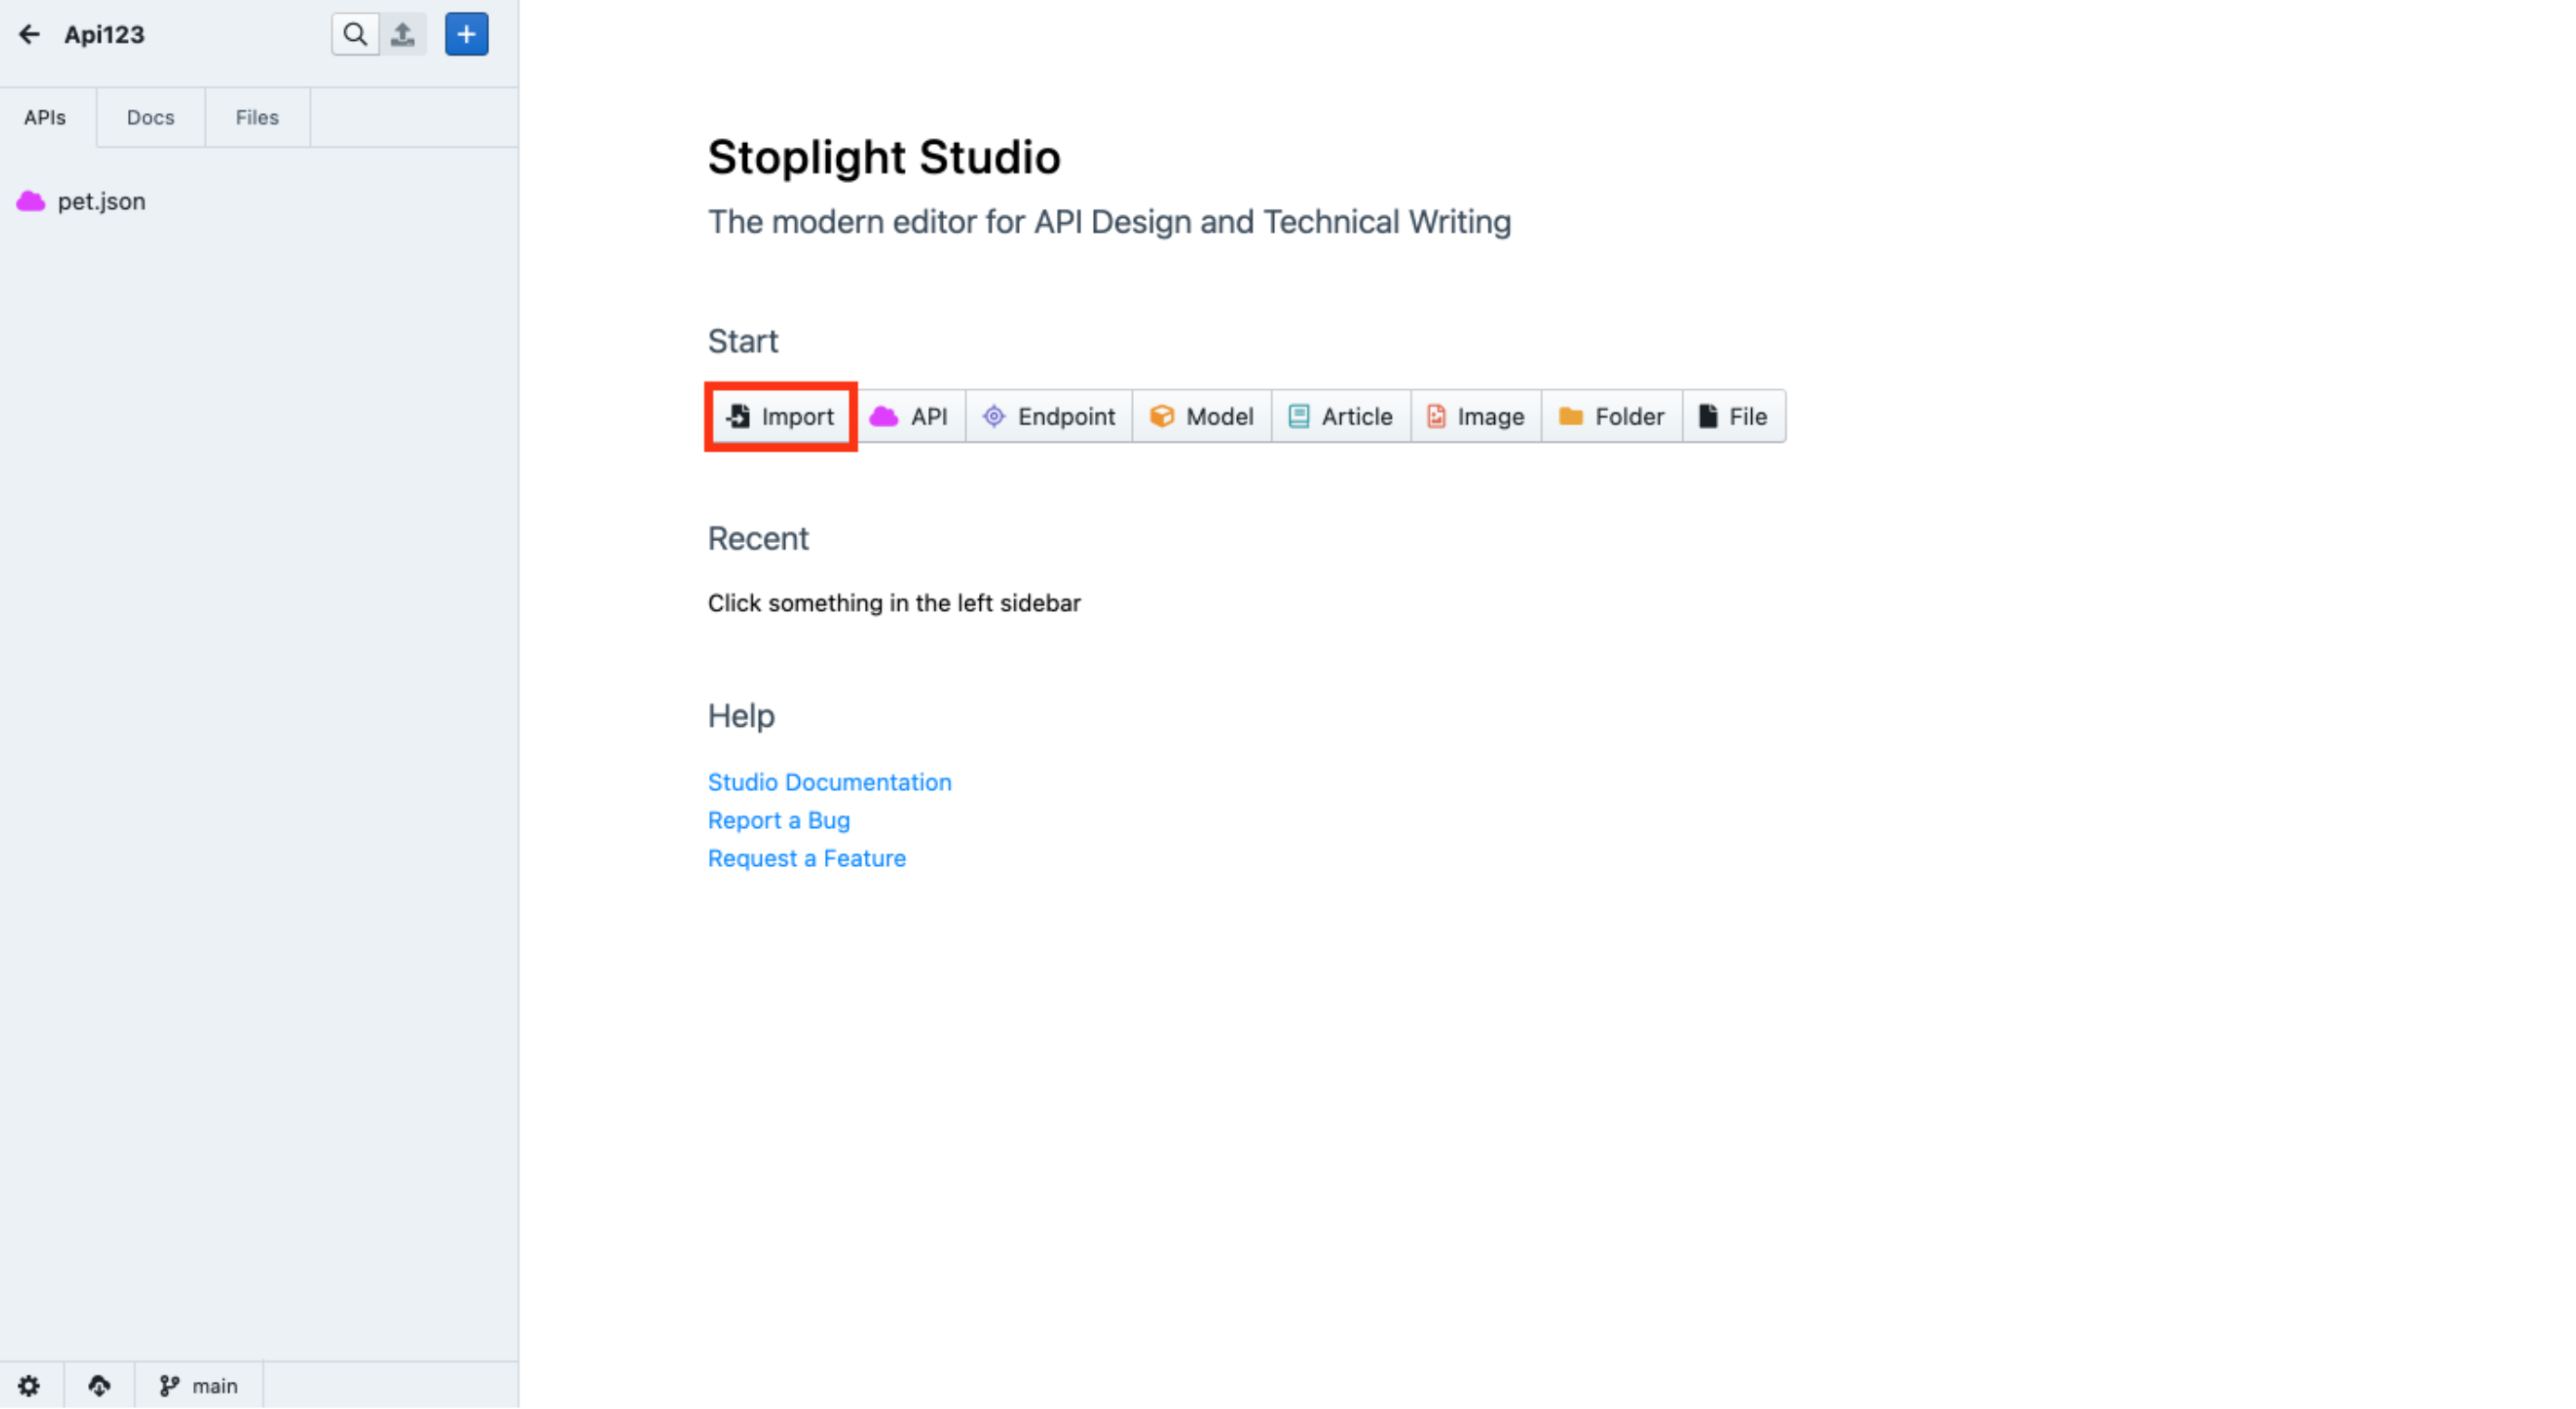 Api123
APIs Docs Files
pet.json
Stoplight Studio
The modern editor for API Design and Technical Writing
Start
Import API Endpoint Model Article Image Folder File
Recent
Click something in the left sidebar
Help
Studio Documentation
Report a Bug
Request a Feature
main